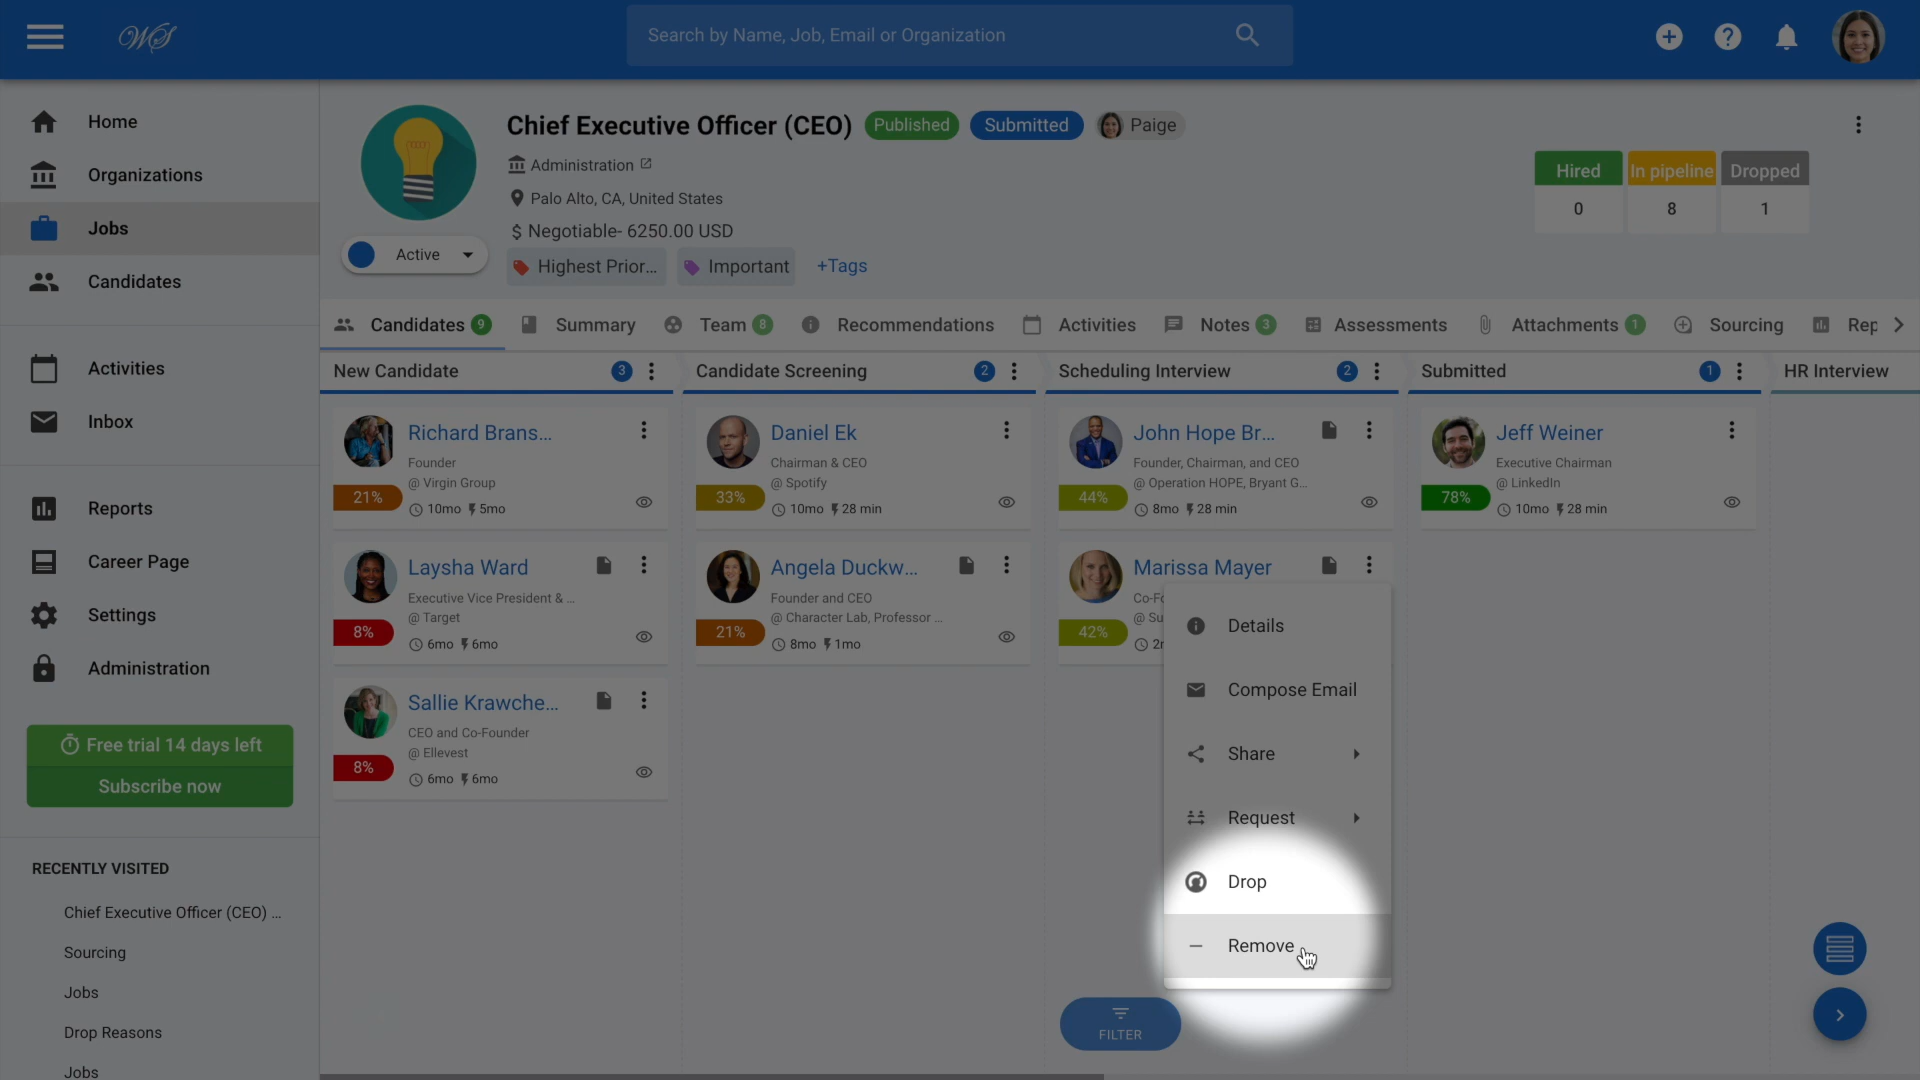 WS
Search by Name, Job, Email or Organization
Home
Organizations
Jobs
Candidates
Activities
Inbox
Reports
Career Page
Settings
Administration
Free trial 14 days left
Subscribe now
RECENTLY VISITED
Chief Executive Officer (CEO) ...
Sourcing
Jobs
Drop Reasons
Jobs
Chief Executive Officer (CEO) Published Submitted Paige
Administration
Palo Alto, CA, United States
$ Negotiable- 6250.00 USD
Active
Highest Prior... Important +Tags
Hired In pipeline Dropped
0 8 1
Candidates 9 Summary Team 8 Recommendations Activities Notes 3 Assessments Attachments 1 Sourcing Rep
New Candidate 3
Richard Brans...
Founder
@ Virgin Group
21%
10mo 5mo
Laysha Ward
Executive Vice President & ...
@ Target
8%
6mo 6mo
Sallie Krawche...
CEO and Co-Founder
@ Ellevest
8%
6mo 6mo
Candidate Screening 2
Daniel Ek
Chairman & CEO
@ Spotify
33%
10mo 28 min
Angela Duckw...
Founder and CEO
@ Character Lab, Professor ...
21%
8mo 1mo
Scheduling Interview 2
John Hope Br...
Founder, Chairman, and CEO
@ Operation HOPE, Bryant G...
44%
8mo 28 min
Marissa Mayer
Co-Fo
@ Su
42%
Details
Compose Email
Share
Request
Drop
Remove
FILTER
Submitted 1
Jeff Weiner
Executive Chairman
@ LinkedIn
78%
10mo 28 min
HR Interview